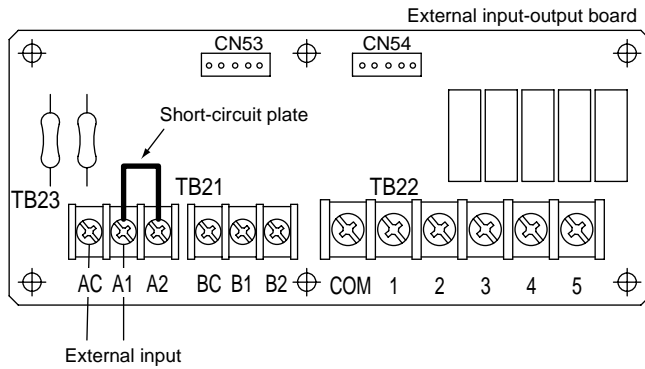 External input-output board
CN53 CN54
Short-circuit plate
TB23 TB21 TB22
AC A1 A2 BC B1 B2 COM 1 2 3 4 5
External input